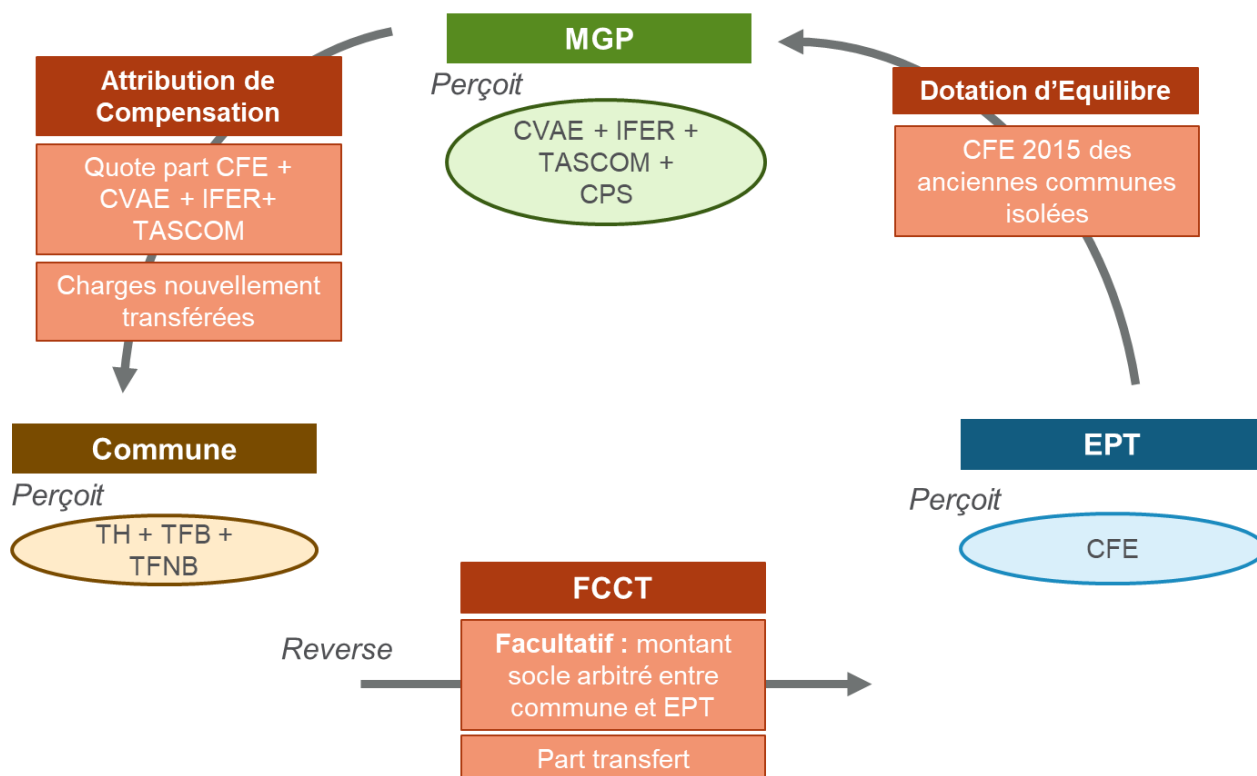 MGP
Perçoit
CVAE + IFER +
TASCOM +
CPS
Attribution de
Compensation
Quote part CFE +
CVAE + IFER+
TASCOM
Charges nouvellement
transférées
Dotation d’Equilibre
CFE 2015 des
anciennes communes
isolées
Commune
Perçoit
TH + TFB +
TFNB
EPT
Perçoit
CFE
Reverse
FCCT
Facultatif : montant
socle arbitré entre
commune et EPT
Part transfert